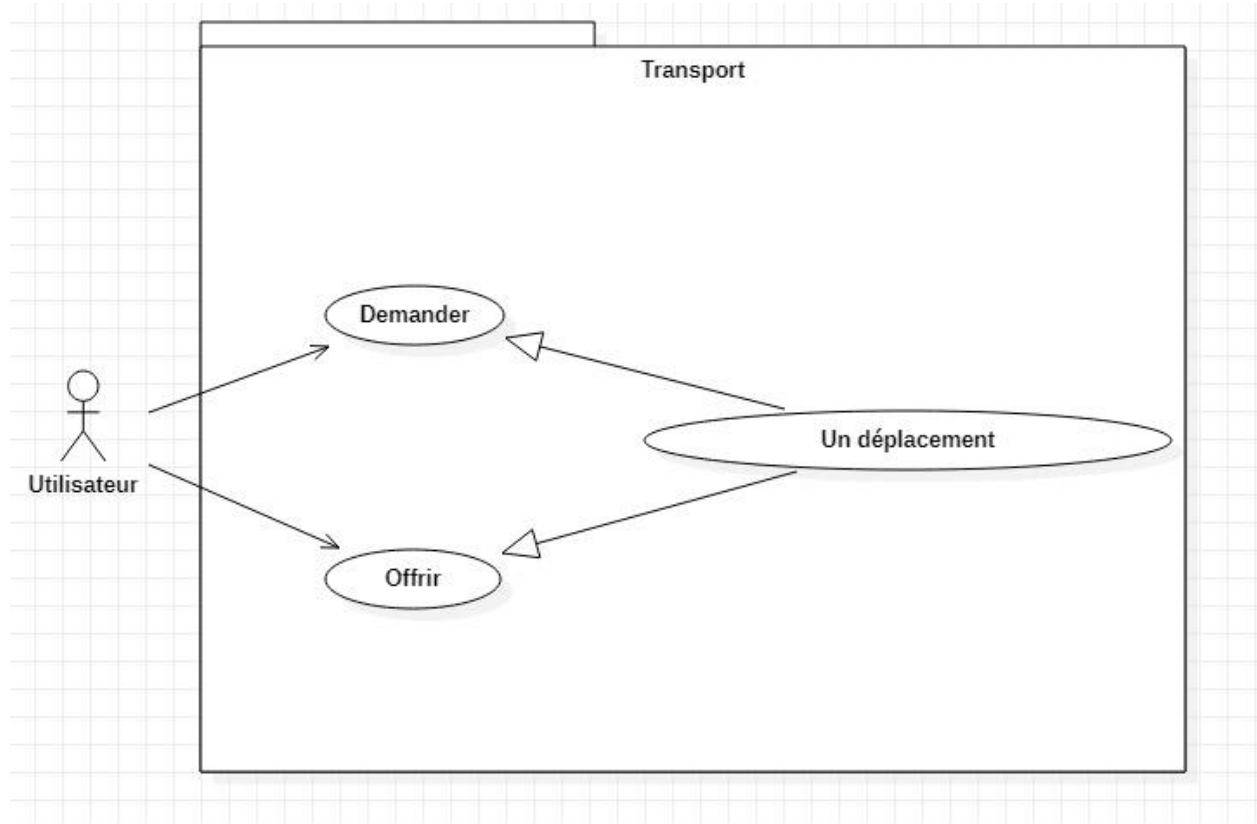 Transport
Demander
Un déplacement
Utilisateur
Offrir